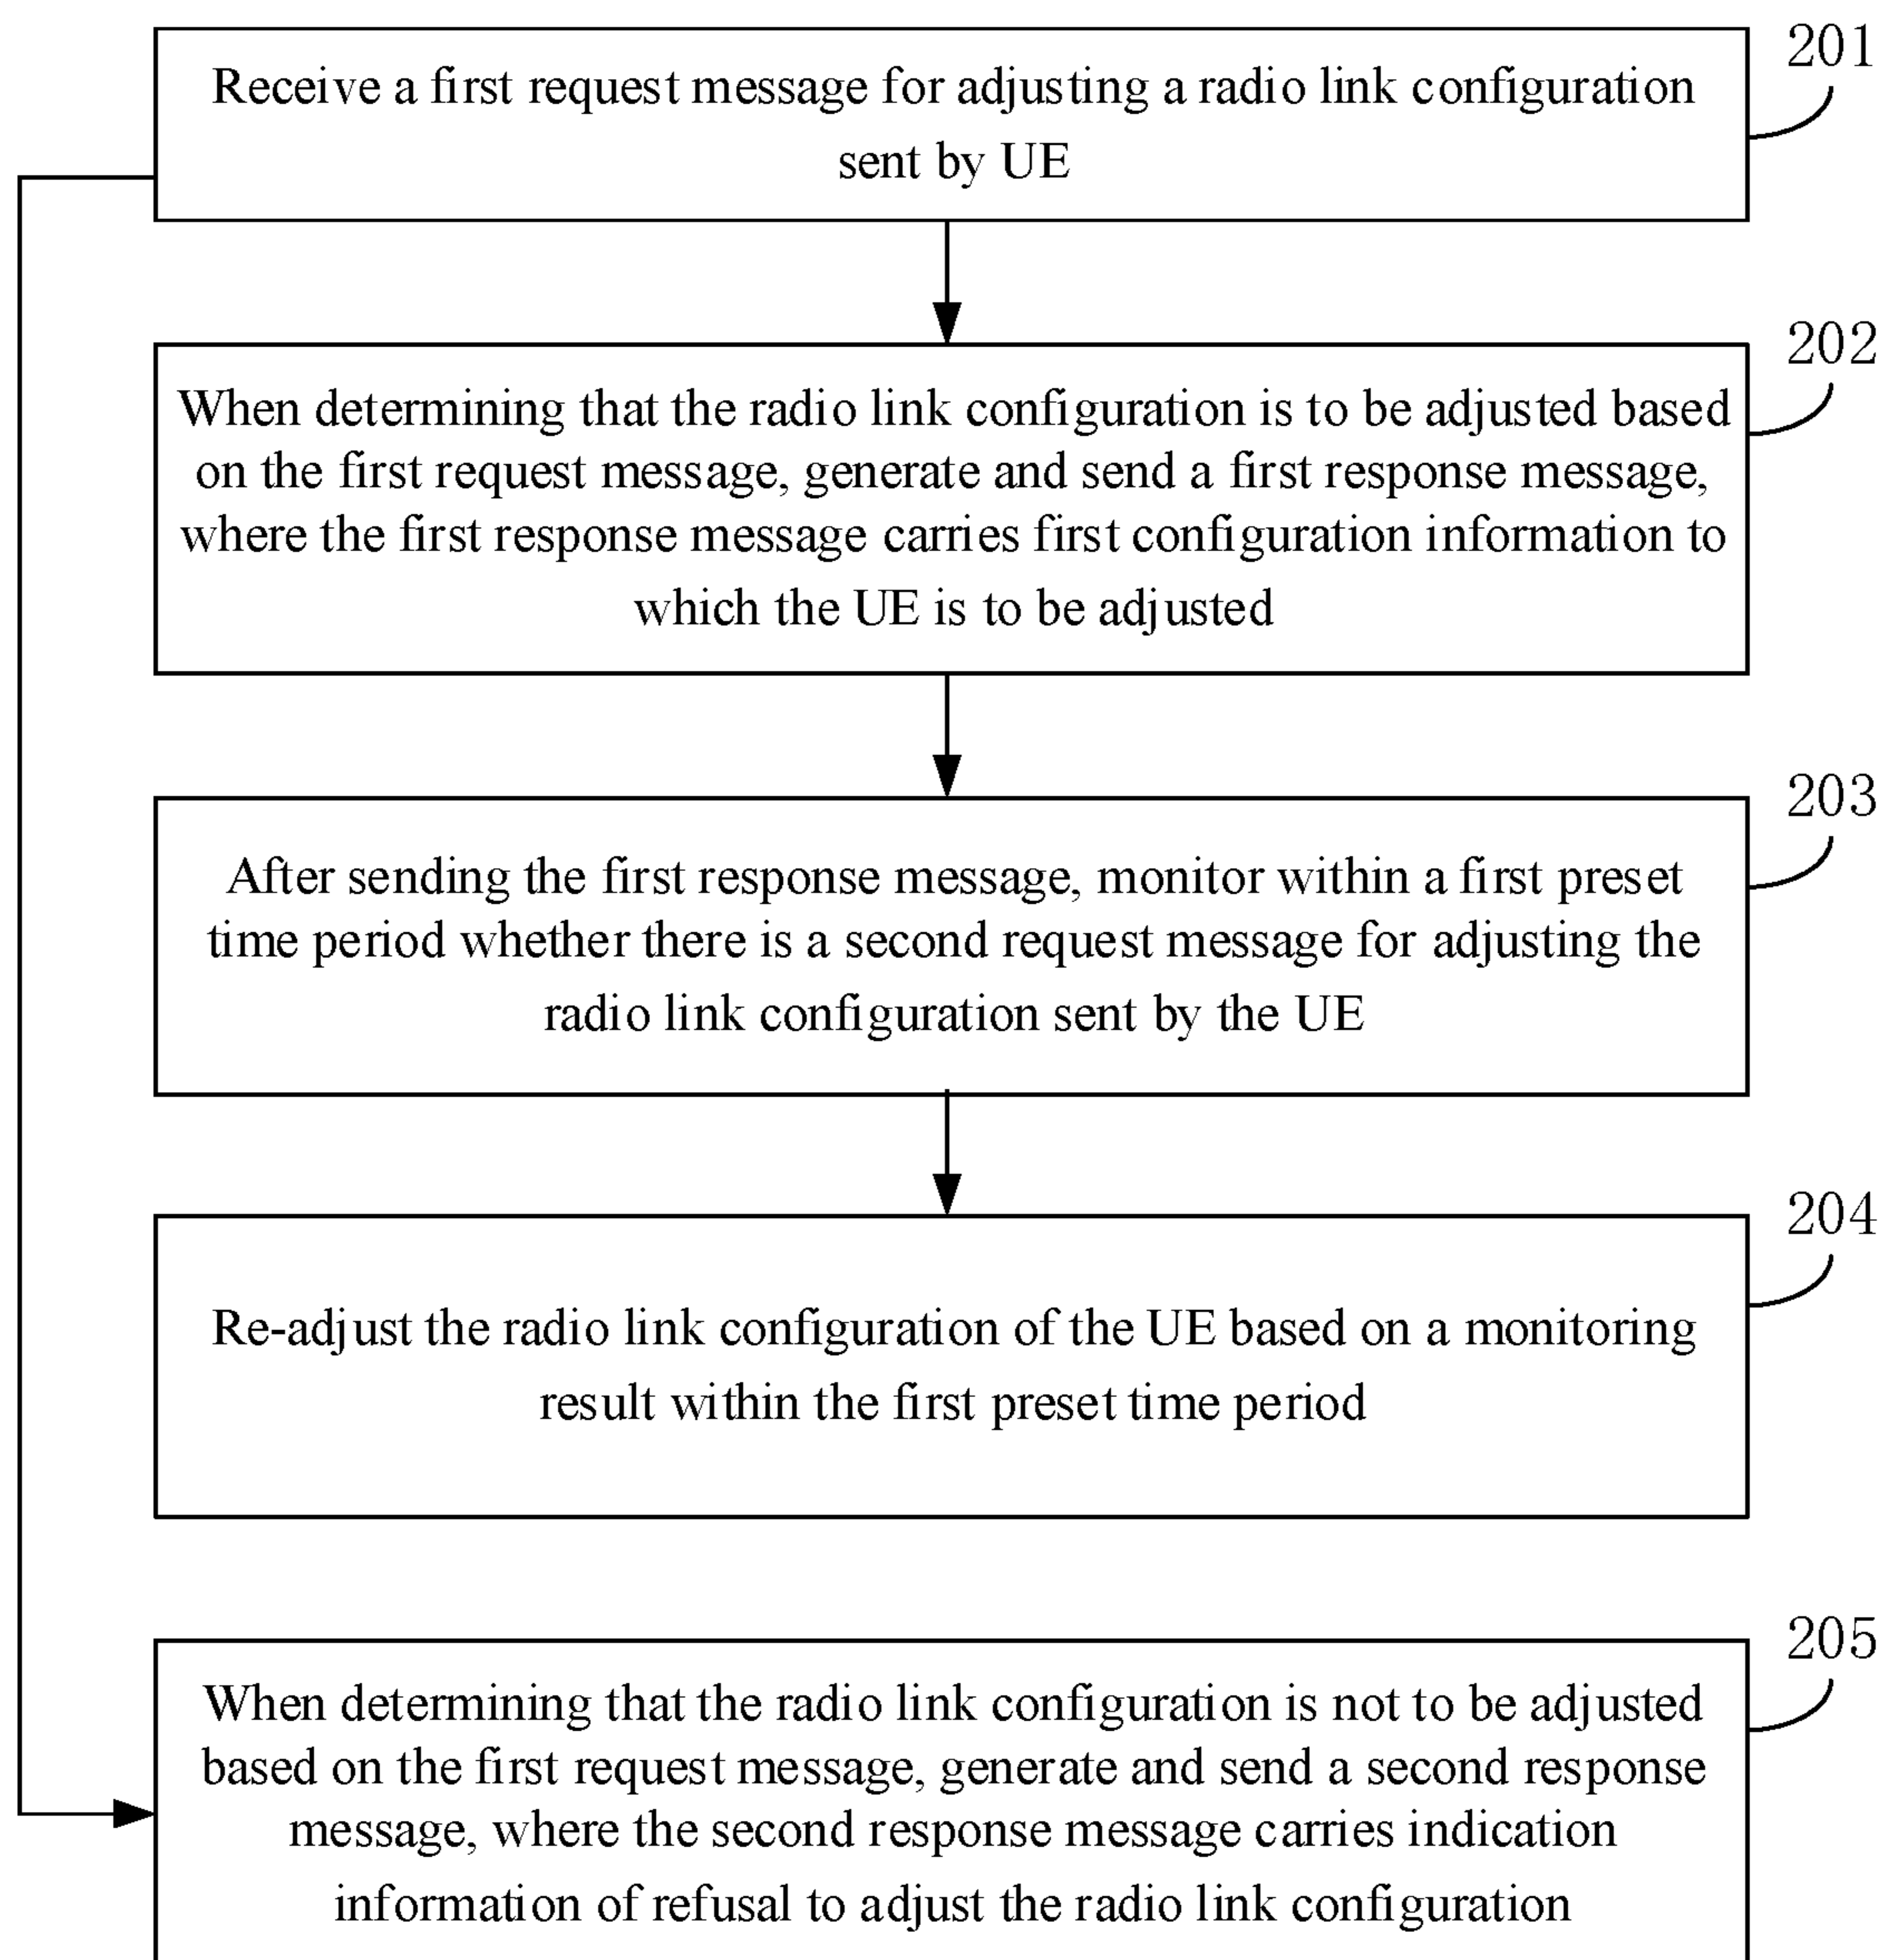 201
Receive a first request message for adjusting a radio link configuration
sent by UE
202
When determining that the radio link configuration is to be adjusted based
on the first request message, generate and send a first response message,
where the first response message carries first configuration information to
which the UE is to be adjusted
203
After sending the first response message, monitor within a first preset
time period whether there is a second request message for adjusting the
radio link configuration sent by the UE
204
Re-adjust the radio link configuration of the UE based on a monitoring
result within the first preset time period
205
When determining that the radio link configuration is not to be adjusted
based on the first request message, generate and send a second response
message, where the second response message carries indication
information of refusal to adjust the radio link configuration